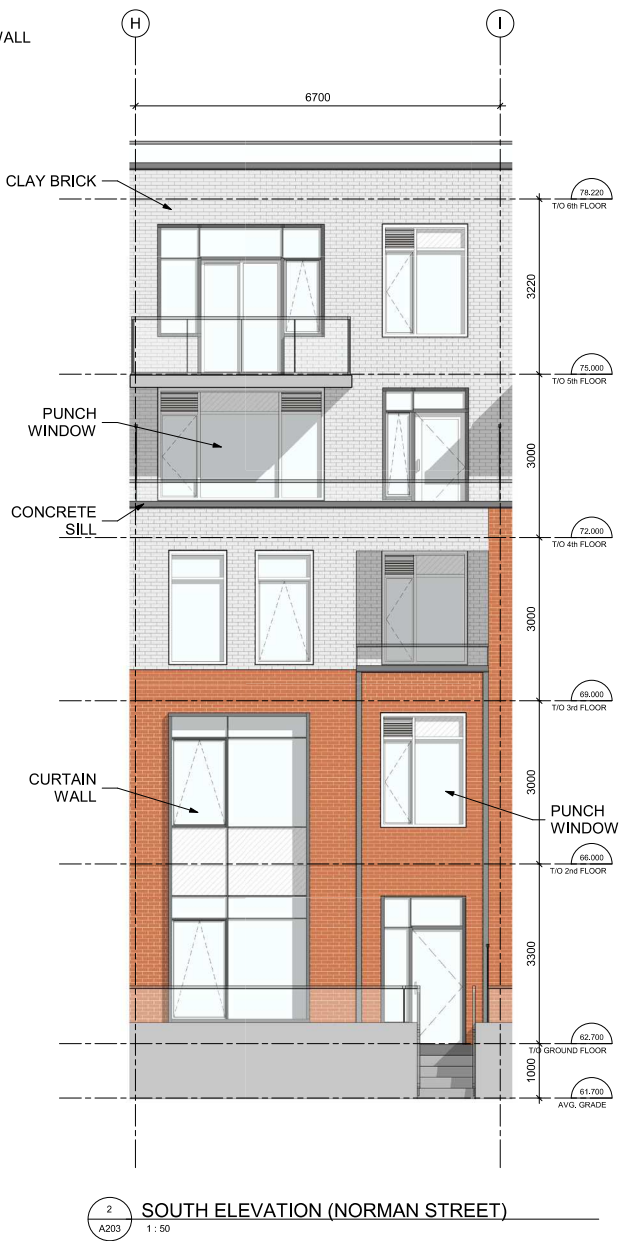 H
I
WALL
6700
CLAY BRICK
78.220
T/O 6th FLOOR
3220
75.000
T/O 5th FLOOR
PUNCH
WINDOW
3000
CONCRETE
SILL
72.000
T/O 4th FLOOR
3000
69.000
T/O 3rd FLOOR
CURTAIN
WALL
3000
PUNCH
WINDOW
66.000
T/O 2nd FLOOR
3300
62.700
T/O GROUND FLOOR
1000
61.700
AVG. GRADE
2
A203
SOUTH ELEVATION (NORMAN STREET)
1 : 50